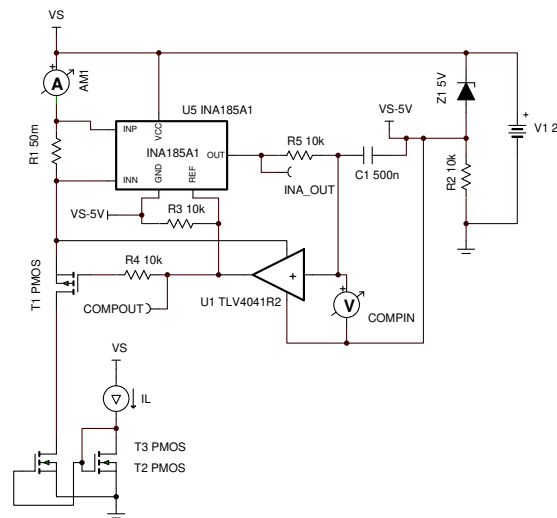 VS
A
AM1
R1 50m
U5 INA185A1
INP
VCC
INA185A1
OUT
INN
GND
REF
VS-5V
R3 10k
R5 10k
INA_OUT
C1 500n
VS-5V
Z1 5V
R2 10k
V1 2
+
T1 PMOS
R4 10k
COMPOUT
+
U1 TLV4041R2
+
V
COMPIN
VS
IL
T3 PMOS
T2 PMOS